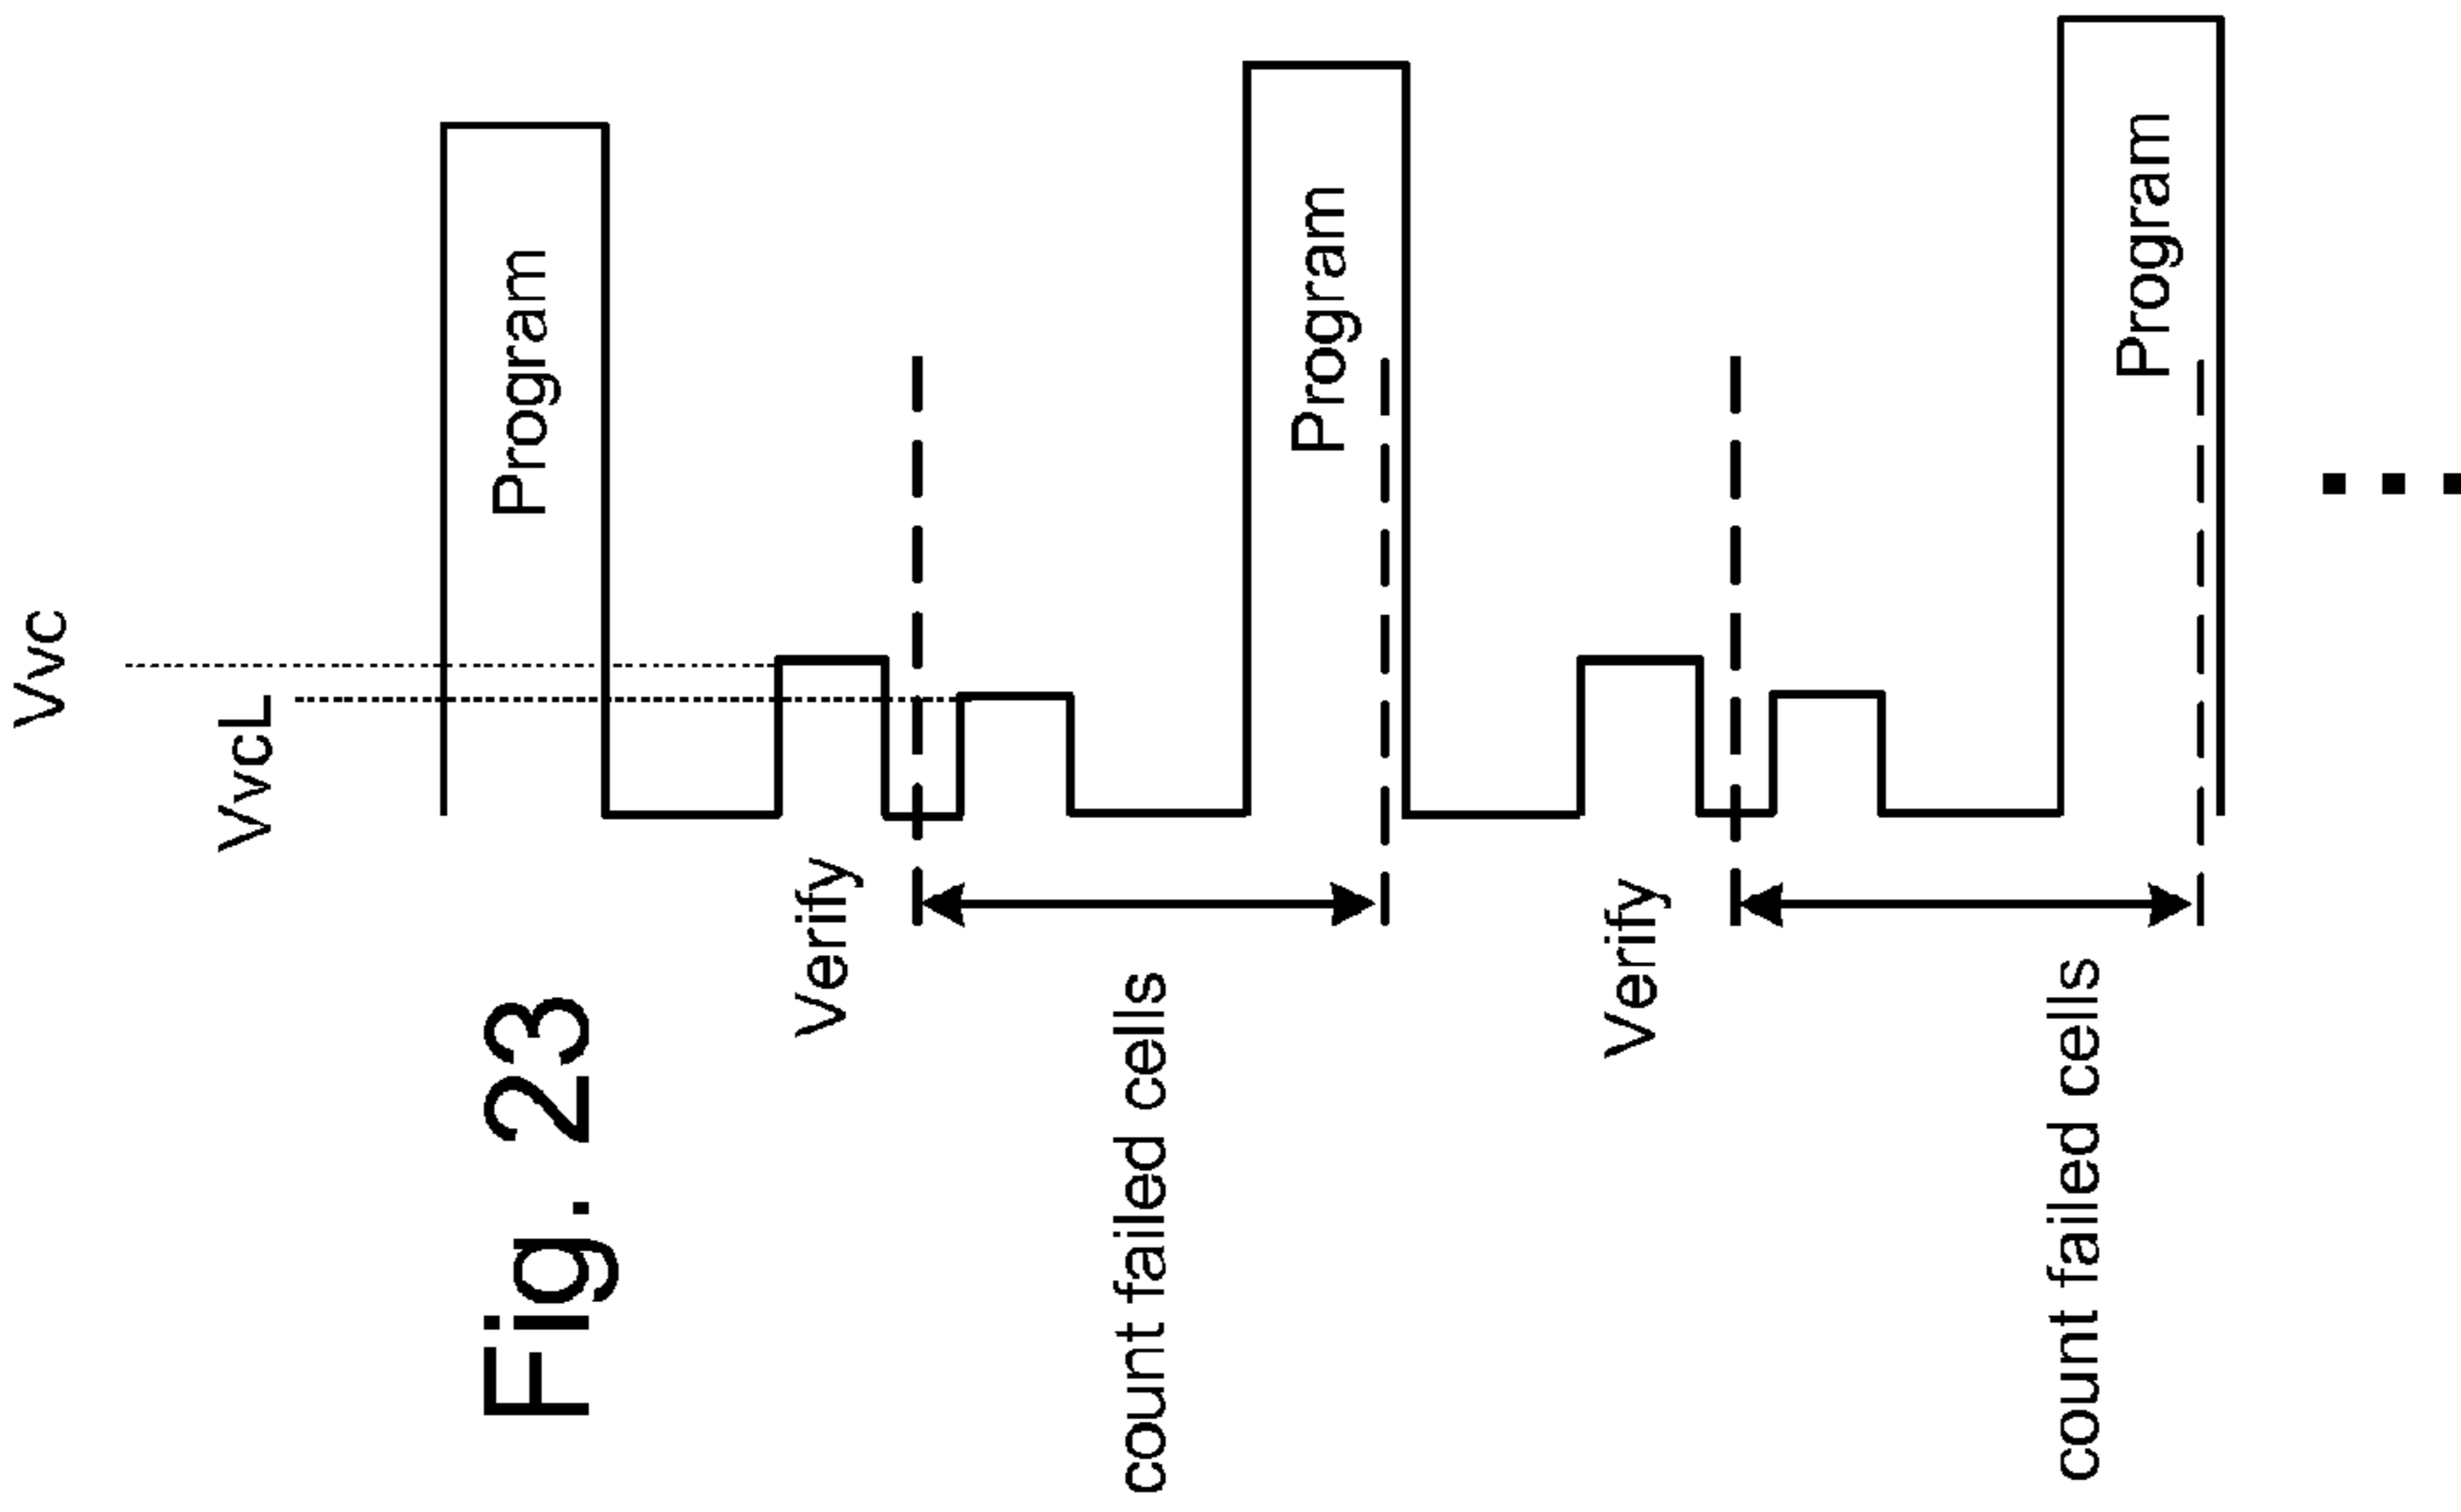 Vvc
VvcL
Program
Program
Program
Verify
count failed cells
Verify
count failed cells
Fig. 23